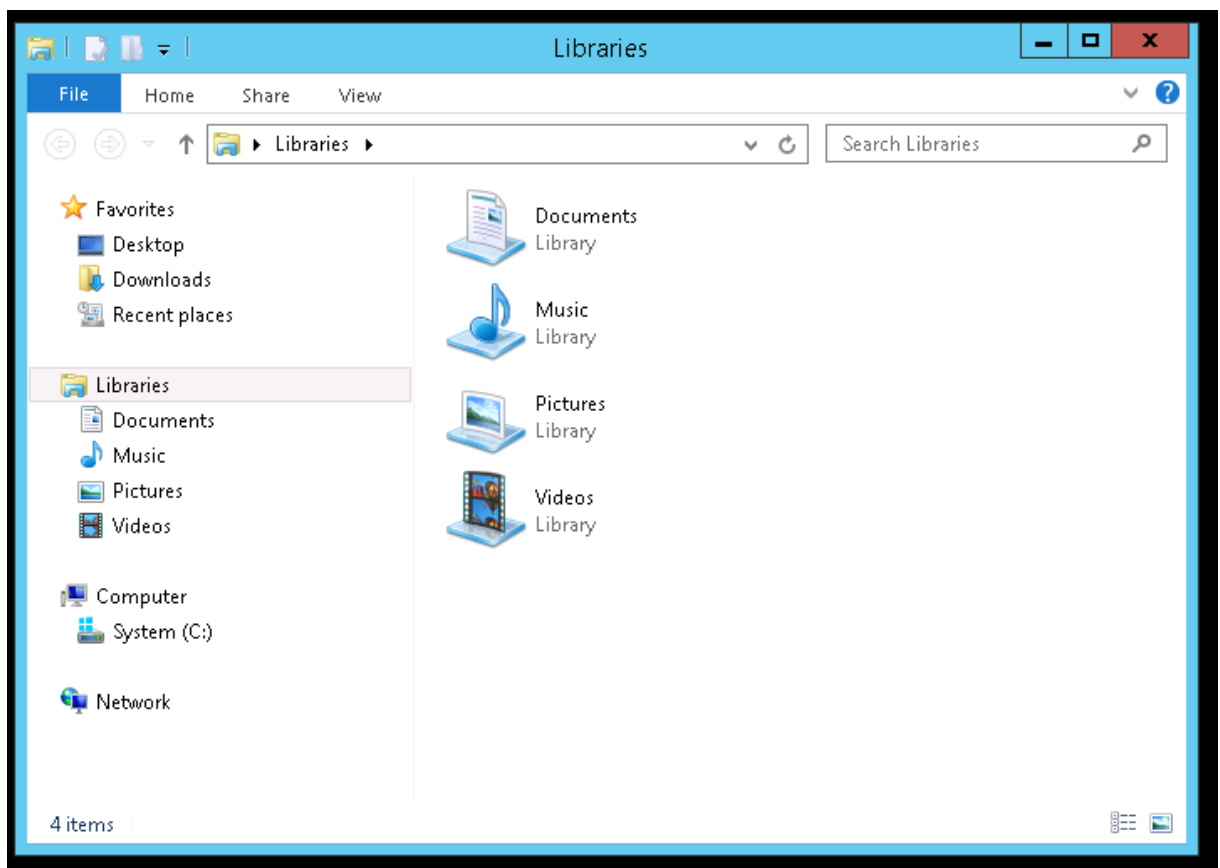 Libraries
File Home Share View
Libraries
Search Libraries
Favorites
Desktop
Downloads
Recent places
Libraries
Documents
Music
Pictures
Videos
Computer
System (C:)
Network
Documents
Library
Music
Library
Pictures
Library
Videos
Library
4 items